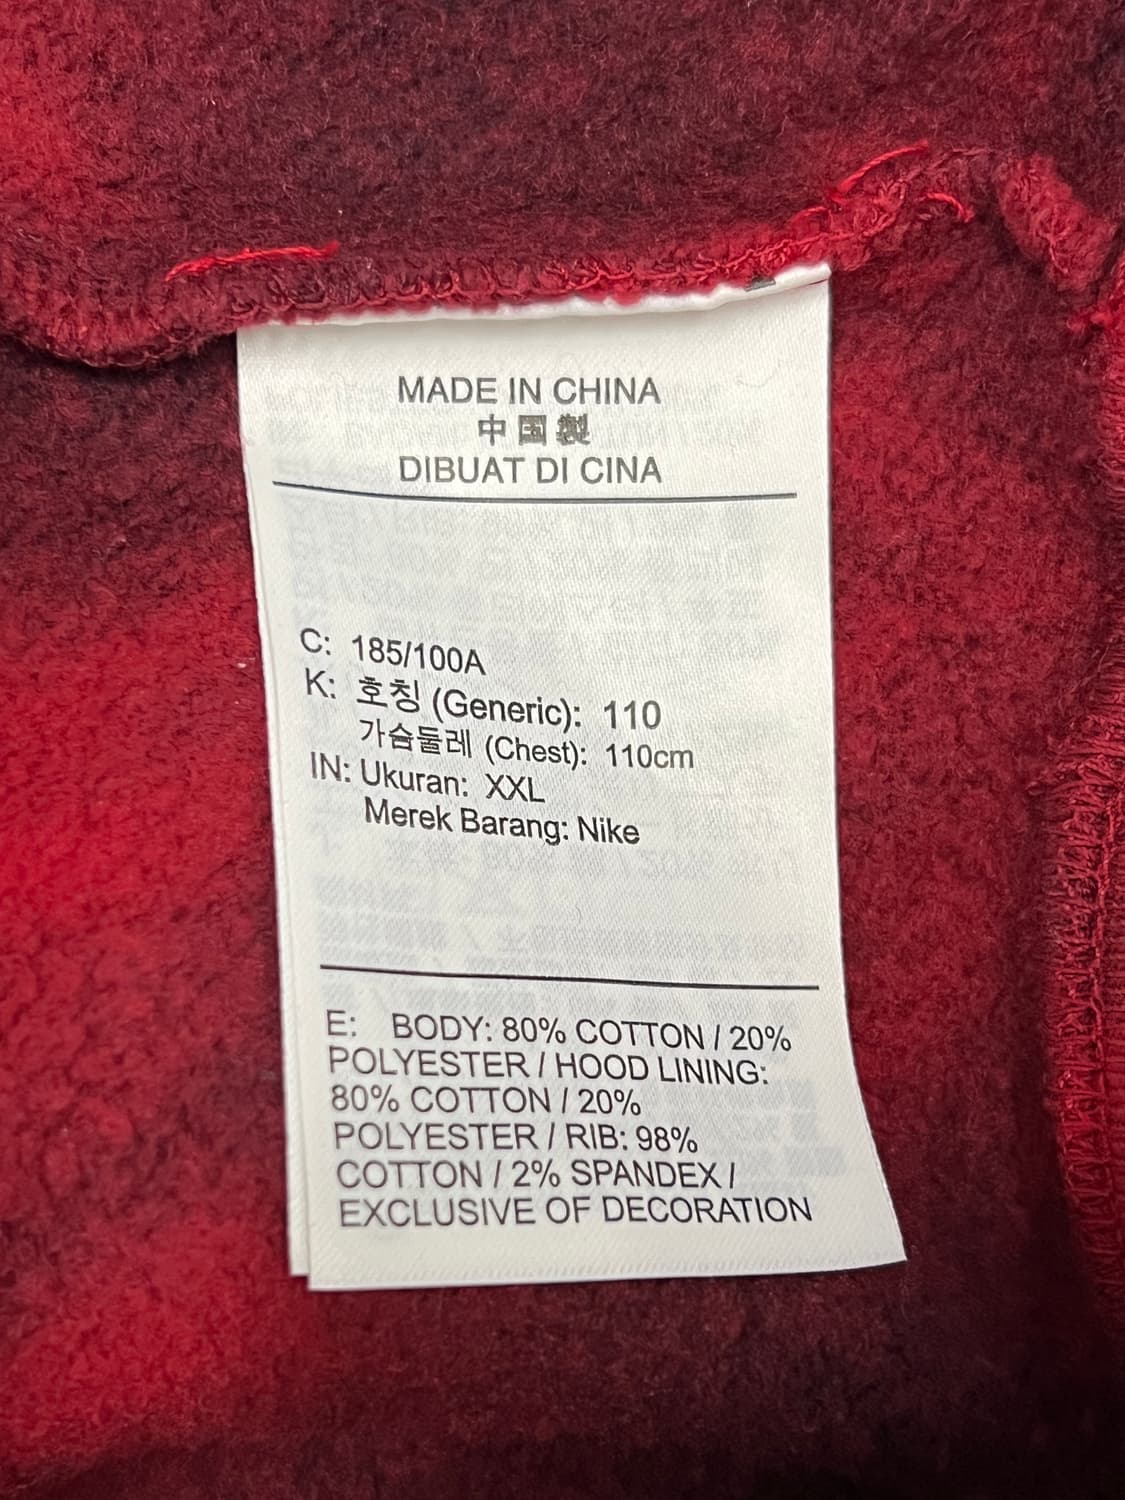 MADE IN CHINA
中国製
DIBUAT DI CINA
C: 185/100A
K: 호칭 (Generic): 110
가슴둘레 (Chest): 110cm
IN: Ukuran: XXL
Merek Barang: Nike
E: BODY: 80% COTTON / 20%
POLYESTER / HOOD LINING:
80% COTTON / 20%
POLYESTER / RIB: 98%
COTTON / 2% SPANDEX /
EXCLUSIVE OF DECORATION